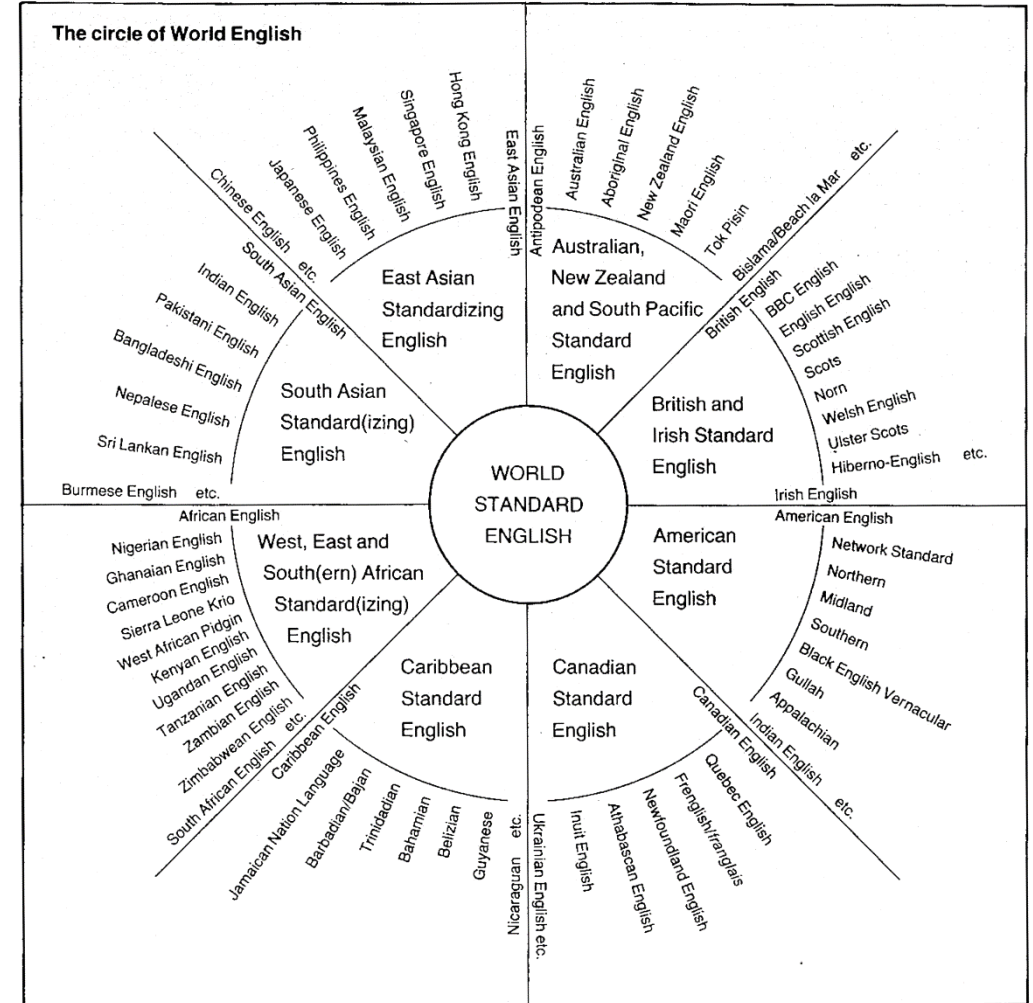 The circle of World English
East Asian English
Hong Kong English
Singapore English
Malaysian English
Philippines English
Japanese English
Chinese English etc.
East Asian
Standardizing
English
Antipodean English
Australian English
Aboriginal English
New Zealand English
Maori English
Tok Pisin
Bislama/Beach la Mar etc.
Australian,
New Zealand
and South Pacific
Standard
English
British English
BBC English
English English
Scottish English
Scots
Norn
Welsh English
Ulster Scots
Hiberno-English etc.
Irish English
British and
Irish Standard
English
American English
Network Standard
Northern
Midland
Southern
Black English Vernacular
Gullah
Appalachian
Indian English etc.
American
Standard
English
Canadian English
Quebec English
Frenglish/franglais
Newfoundland English
Athabascan English
Inuit English
Ukrainian English etc.
Canadian
Standard
English
Caribbean English
Jamaican Nation Language
Barbadian/Bajan
Trinidadian
Bahamian
Belizian
Guyanese
Nicaraguan etc.
Caribbean
Standard
English
African English
Nigerian English
Ghanaian English
Cameroon English
Sierra Leone Krio
West African Pidgin
Kenyan English
Ugandan English
Tanzanian English
Zambian English
Zimbabwean English
South African English etc.
West, East and
South(ern) African
Standard(izing)
English
South Asian English
Indian English
Pakistani English
Bangladeshi English
Nepalese English
Sri Lankan English
Burmese English etc.
South Asian
Standard(izing)
English
WORLD
STANDARD
ENGLISH